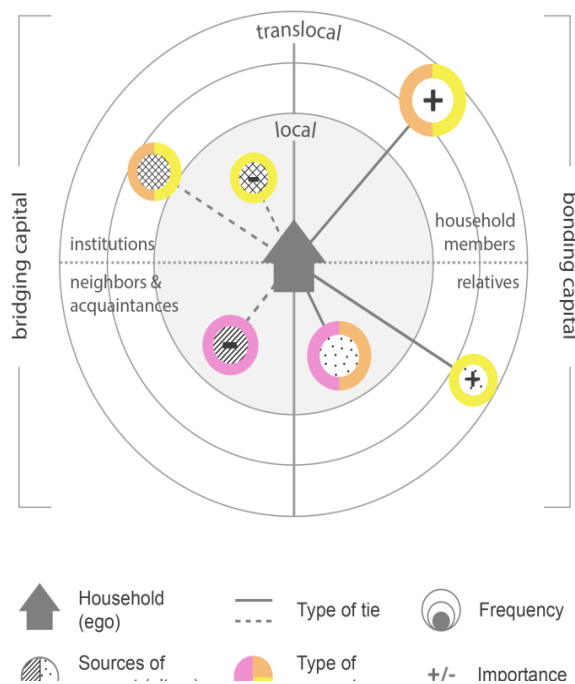 translocal
local
bridging capital
bonding capital
institutions
household
members
neighbors &
acquaintances
relatives
+
-
-
+
Household
(ego)
Type of tie
Frequency
Sources of
Type of
+/-
Importance